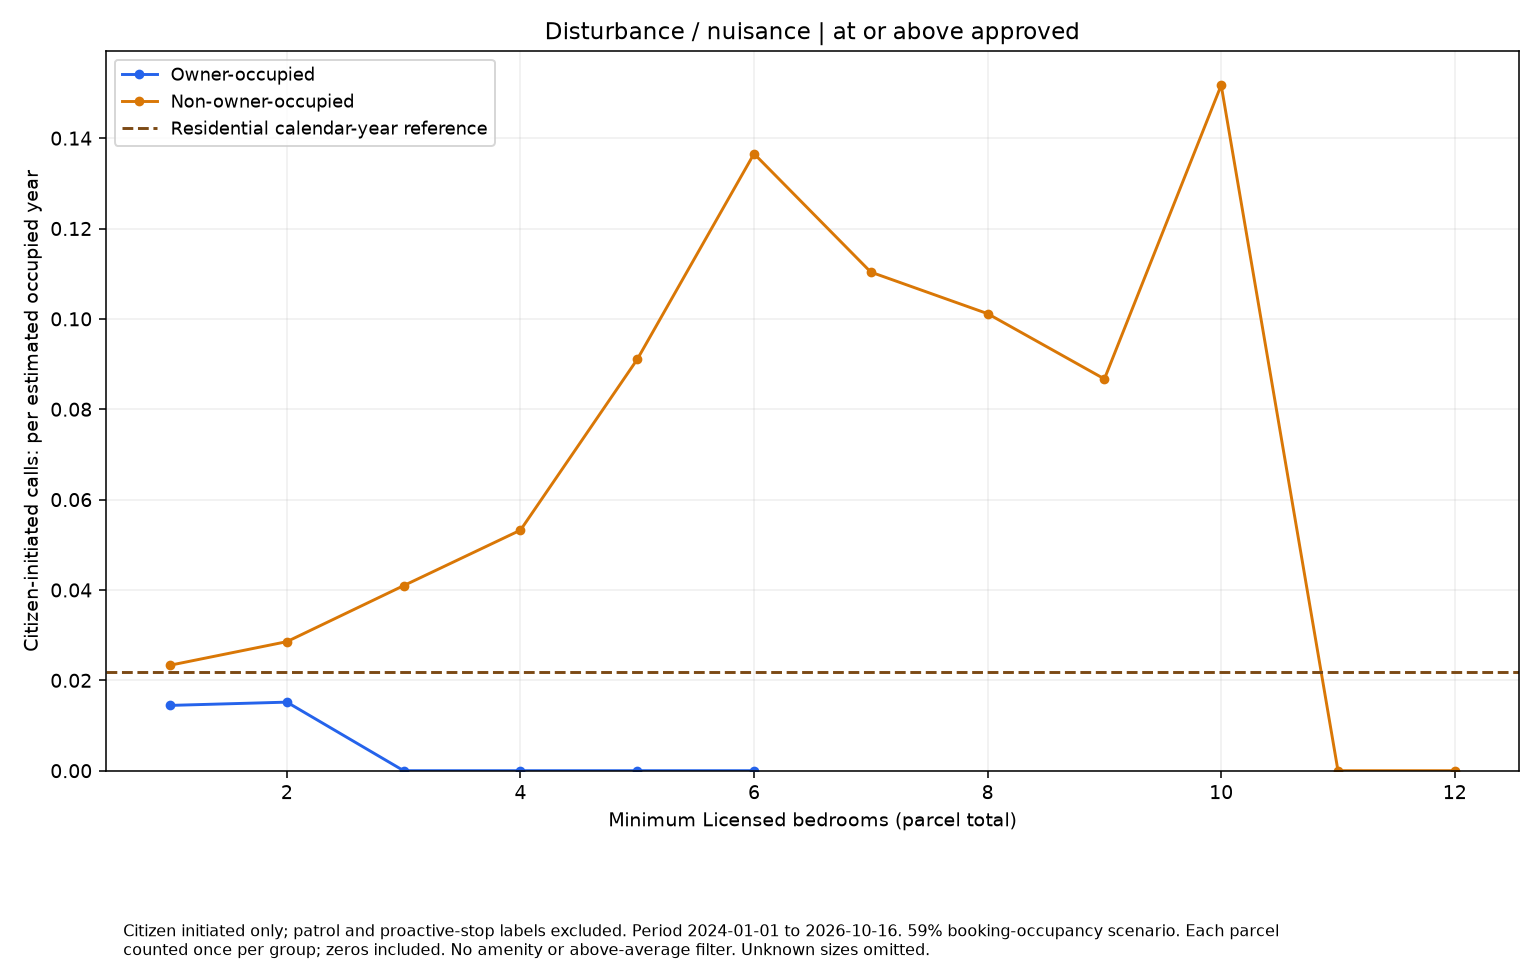 Disturbance / nuisance | at or above approved
Owner-occupied
Non-owner-occupied
Residential calendar-year reference
Citizen-initiated calls: per estimated occupied year
0.14
0.12
0.10
0.08
0.06
0.04
0.02
0.00
2
4
6
8
10
12
Minimum Licensed bedrooms (parcel total)
Citizen initiated only; patrol and proactive-stop labels excluded. Period 2024-01-01 to 2026-10-16. 59% booking-occupancy scenario. Each parcel
counted once per group; zeros included. No amenity or above-average filter. Unknown sizes omitted.